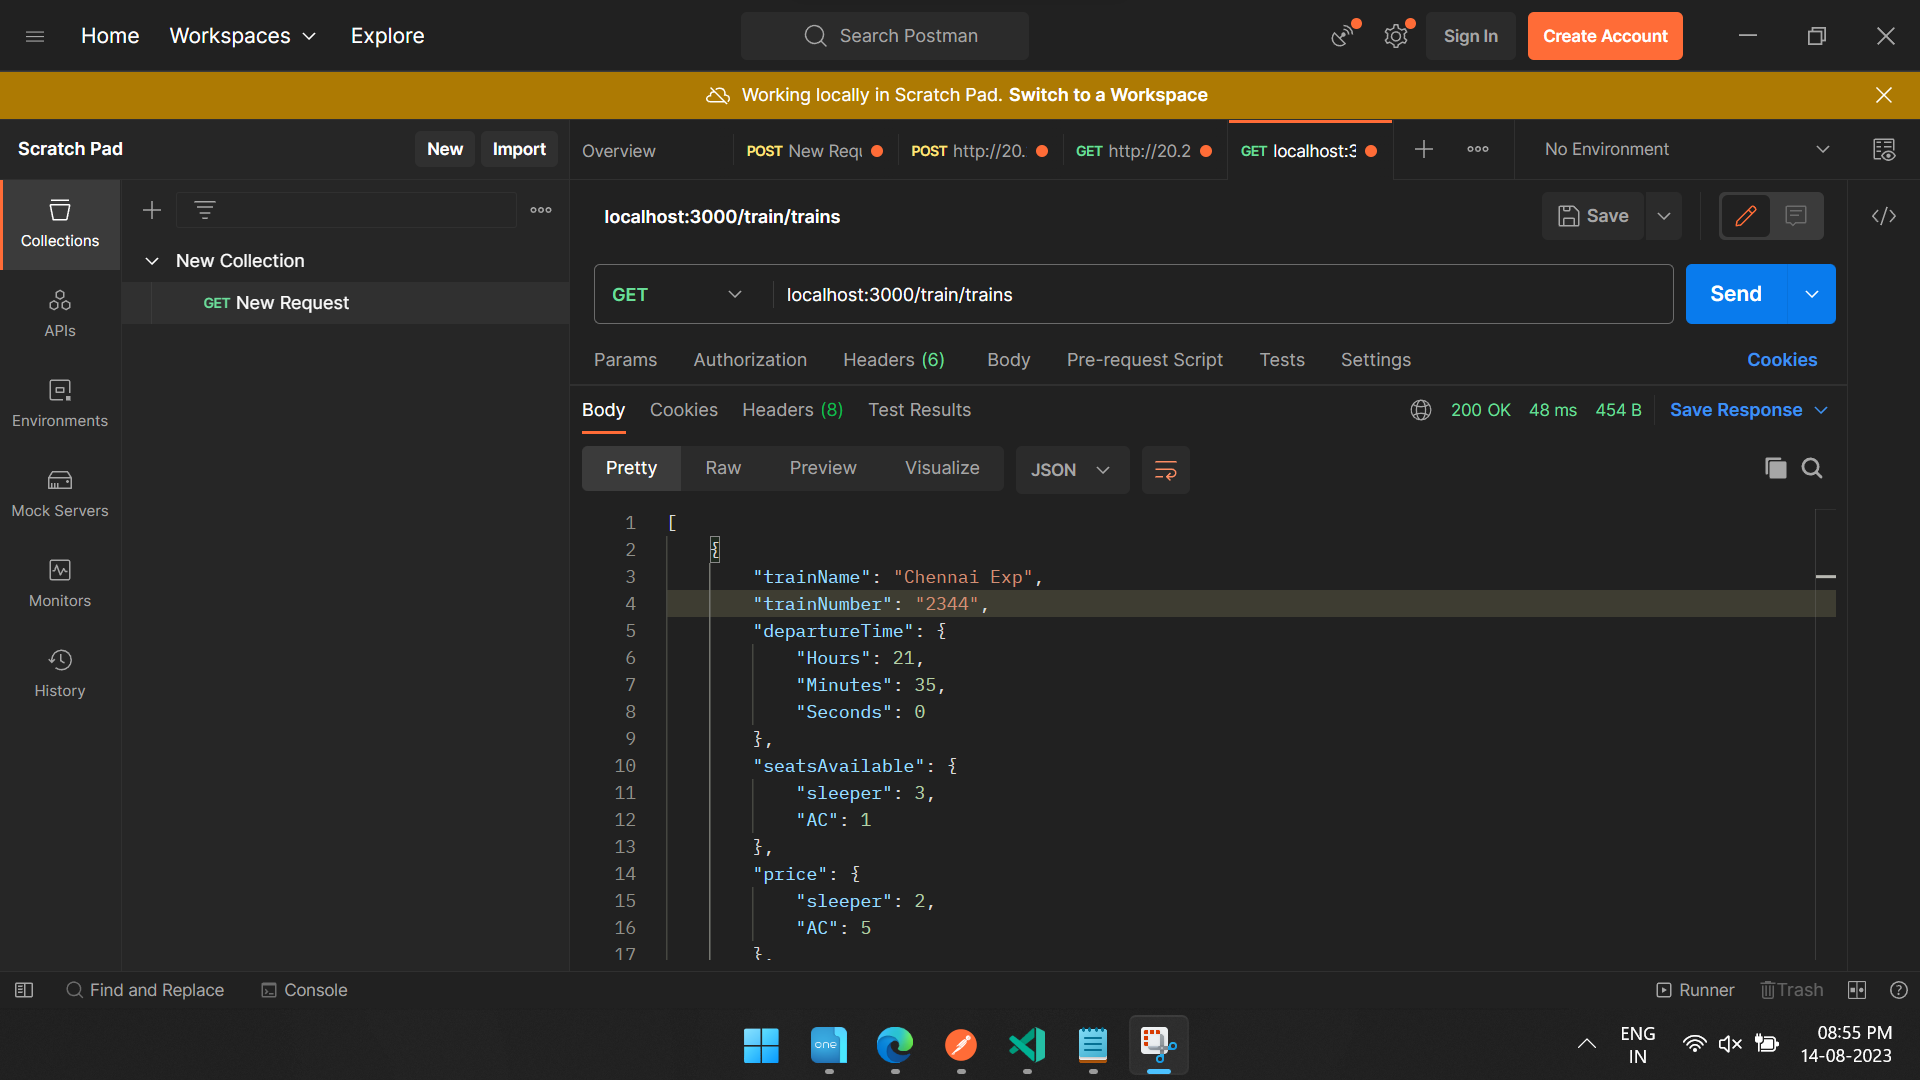 Home Workspaces Explore Search Postman Sign In Create Account
Working locally in Scratch Pad. Switch to a Workspace
Scratch Pad New Import Overview POST New Requ POST http://20. GET http://20.2 GET localhost:3 No Environment
localhost:3000/train/trains Save
Collections
New Collection
GET New Request
GET localhost:3000/train/trains Send
APIs
Params Authorization Headers (6) Body Pre-request Script Tests Settings Cookies
Environments
Body Cookies Headers (8) Test Results 200 OK 48 ms 454 B Save Response
Pretty Raw Preview Visualize JSON
Mock Servers
Monitors
History
1 [
2 {
3 "trainName": "Chennai Exp",
4 "trainNumber": "2344",
5 "departureTime": {
6 "Hours": 21,
7 "Minutes": 35,
8 "Seconds": 0
9 },
10 "seatsAvailable": {
11 "sleeper": 3,
12 "AC": 1
13 },
14 "price": {
15 "sleeper": 2,
16 "AC": 5
17 },
Find and Replace Console Runner Trash
one
ENG
IN
08:55 PM
14-08-2023